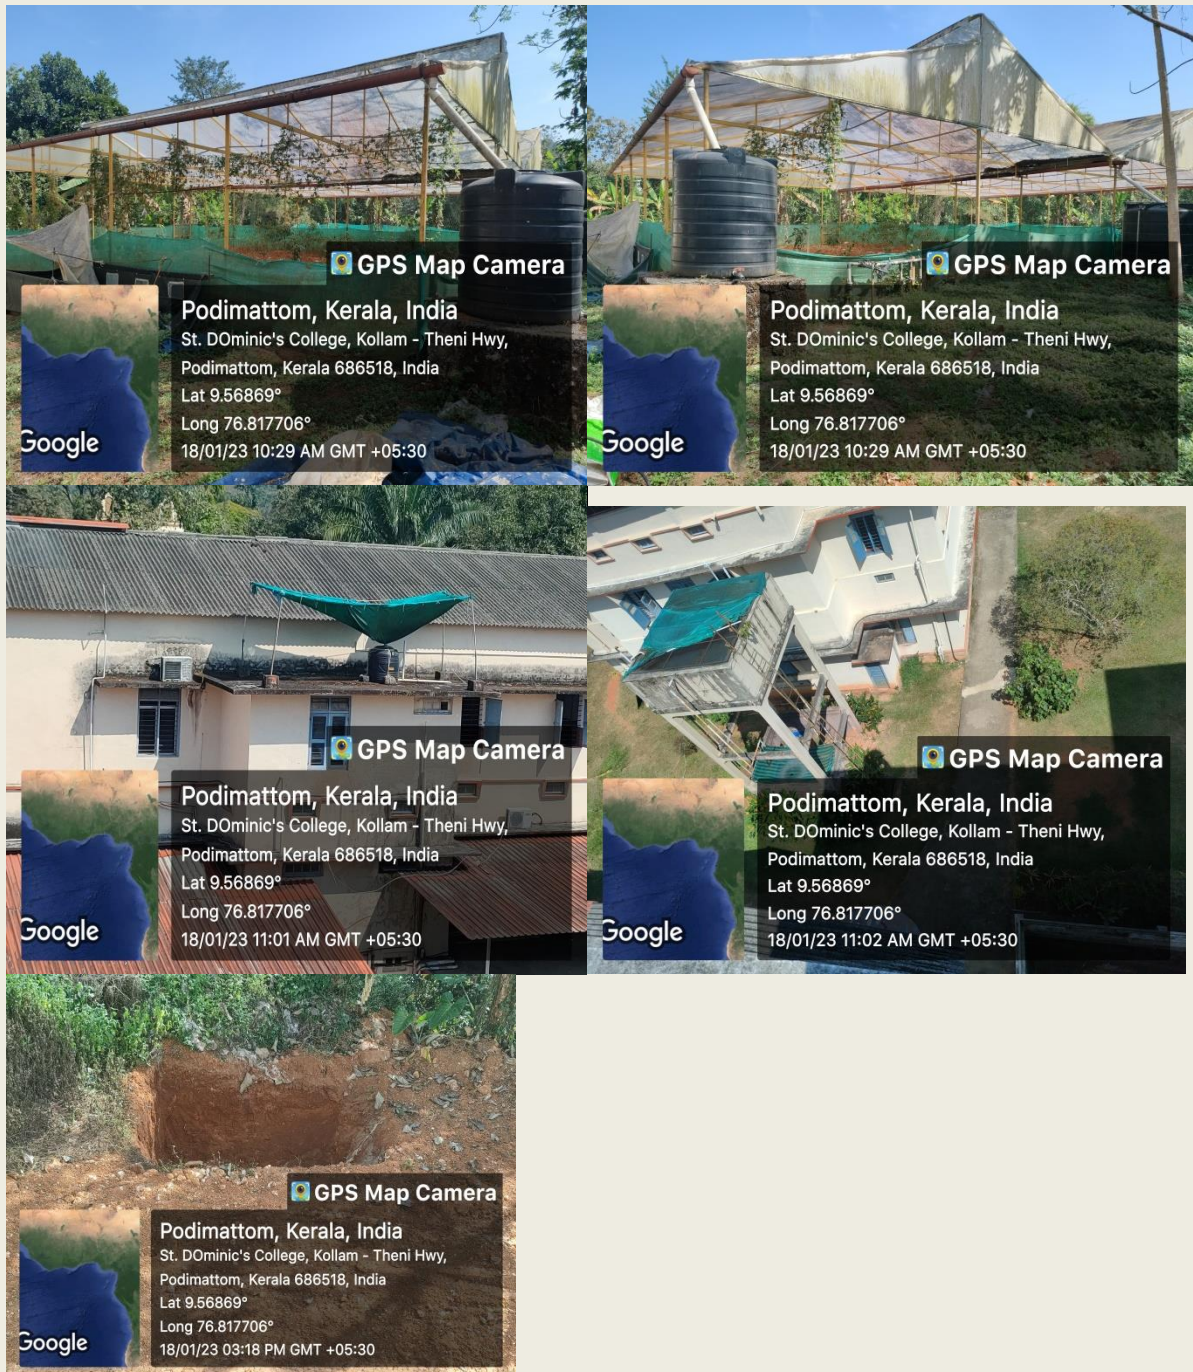 GPS Map Camera
Podimattom, Kerala, India
St. DOminic's College, Kollam - Theni Hwy,
Podimattom, Kerala 686518, India
Lat 9.56869°
Long 76.817706°
18/01/23 10:29 AM GMT +05:30
Google
GPS Map Camera
Podimattom, Kerala, India
St. DOminic's College, Kollam - Theni Hwy,
Podimattom, Kerala 686518, India
Lat 9.56869°
Long 76.817706°
18/01/23 10:29 AM GMT +05:30
Google
GPS Map Camera
Podimattom, Kerala, India
St. DOminic's College, Kollam - Theni Hwy,
Podimattom, Kerala 686518, India
Lat 9.56869°
Long 76.817706°
18/01/23 11:01 AM GMT +05:30
Google
GPS Map Camera
Podimattom, Kerala, India
St. DOminic's College, Kollam - Theni Hwy,
Podimattom, Kerala 686518, India
Lat 9.56869°
Long 76.817706°
18/01/23 11:02 AM GMT +05:30
Google
GPS Map Camera
Podimattom, Kerala, India
St. DOminic's College, Kollam - Theni Hwy,
Podimattom, Kerala 686518, India
Lat 9.56869°
Long 76.817706°
18/01/23 03:18 PM GMT +05:30
Google